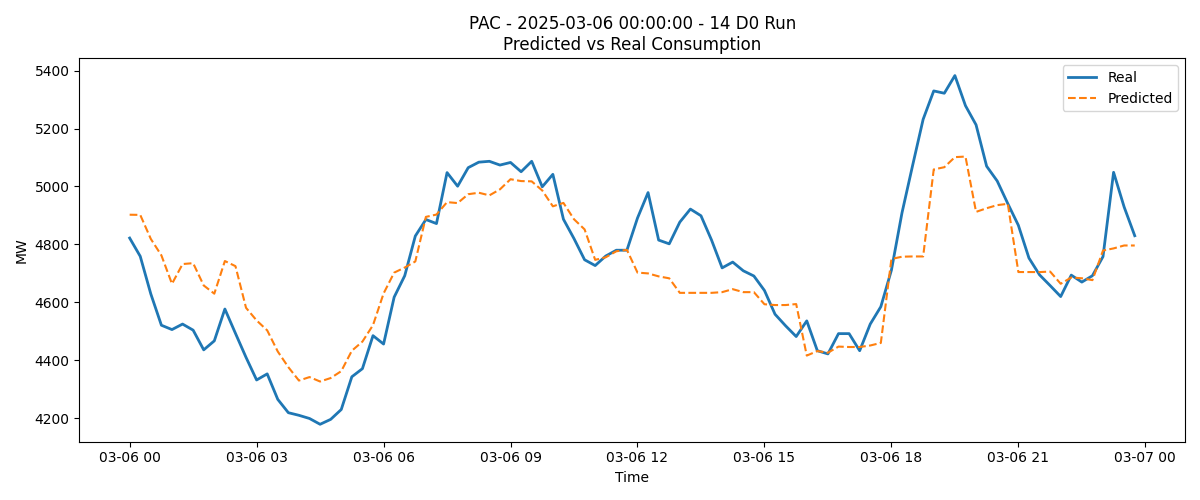 PAC - 2025-03-06 00:00:00 - 14 D0 Run
Predicted vs Real Consumption
5400
5200
5000
4800
4600
4400
4200
MW
Real
Predicted
03-06 00
03-06 03
03-06 06
03-06 09
03-06 12
03-06 15
03-06 18
03-06 21
03-07 00
Time